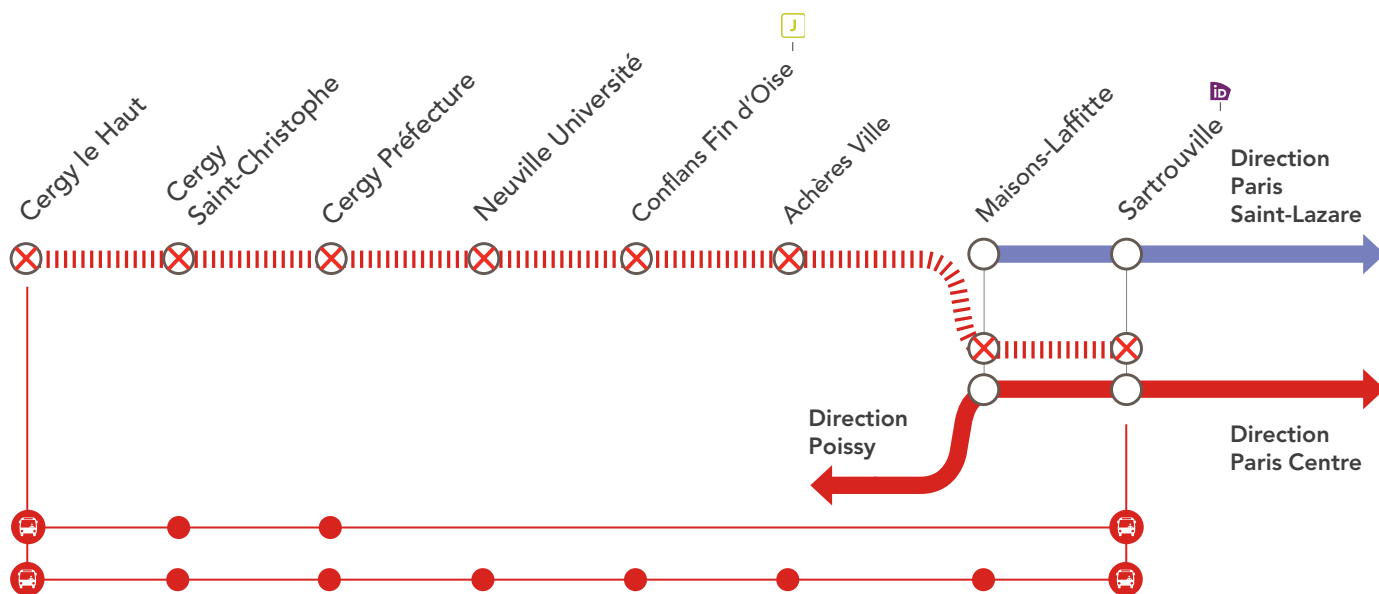 J
iD
Cergy le Haut
Cergy
Saint-Christophe
Cergy Préfecture
Neuville Université
Conflans Fin d'Oise
Achères Ville
Maisons-Laffitte
Sartrouville
Direction
Paris
Saint-Lazare
Direction
Poissy
Direction
Paris Centre